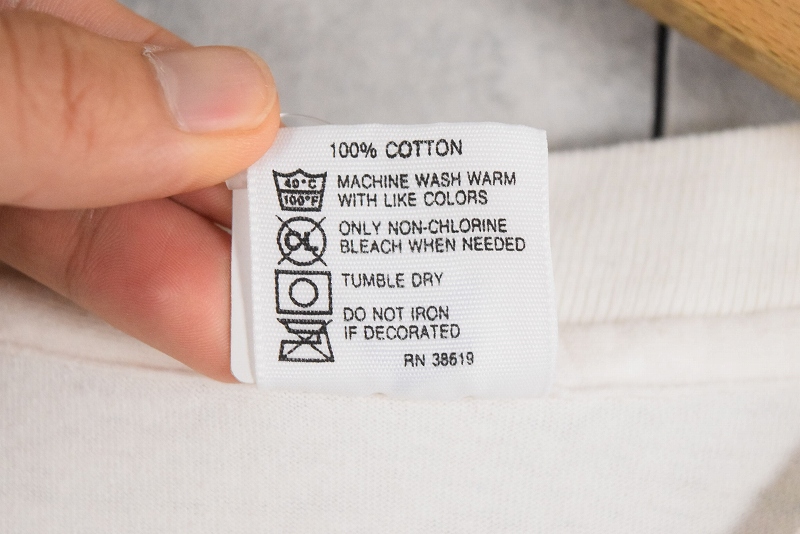 100% COTTON
40°C
100°F
MACHINE WASH WARM
WITH LIKE COLORS
CL
ONLY NON-CHLORINE
BLEACH WHEN NEEDED
TUMBLE DRY
DO NOT IRON
IF DECORATED
RN 38619